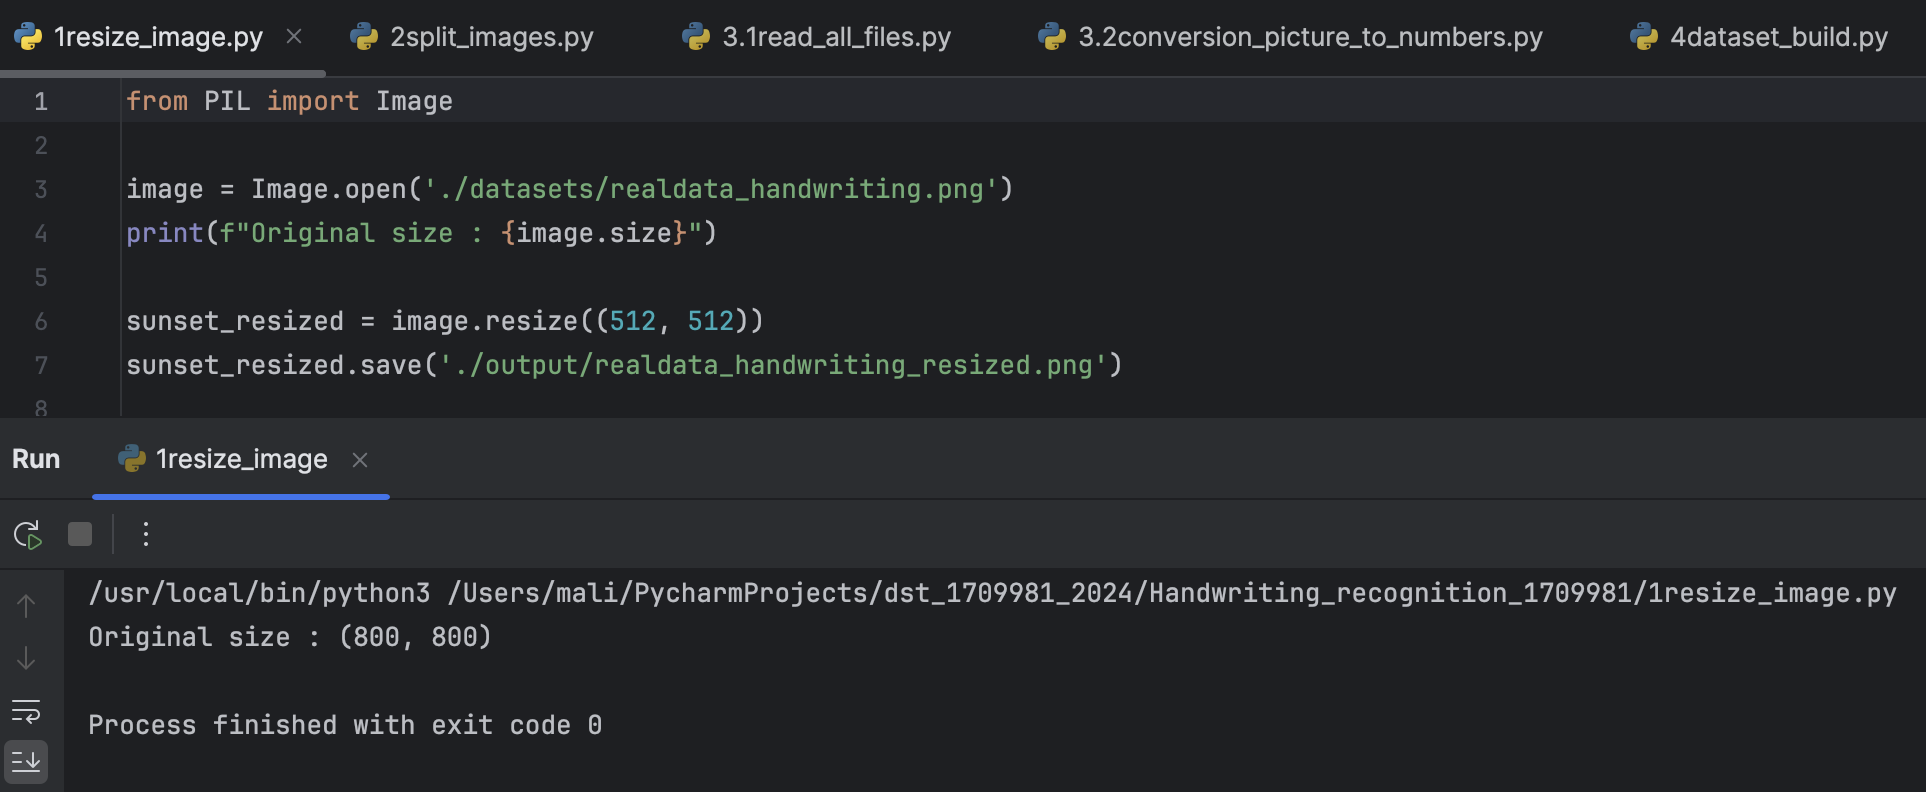 1resize_image.py 2split_images.py 3.1read_all_files.py 3.2conversion_picture_to_numbers.py 4dataset_build.py
1 from PIL import Image
2
3 image = Image.open('./datasets/realdata_handwriting.png')
4 print(f"Original size : {image.size}")
5
6 sunset_resized = image.resize((512, 512))
7 sunset_resized.save('./output/realdata_handwriting_resized.png')
8
Run 1resize_image
/usr/local/bin/python3 /Users/mali/PycharmProjects/dst_1709981_2024/Handwriting_recognition_1709981/1resize_image.py
Original size : (800, 800)
Process finished with exit code 0